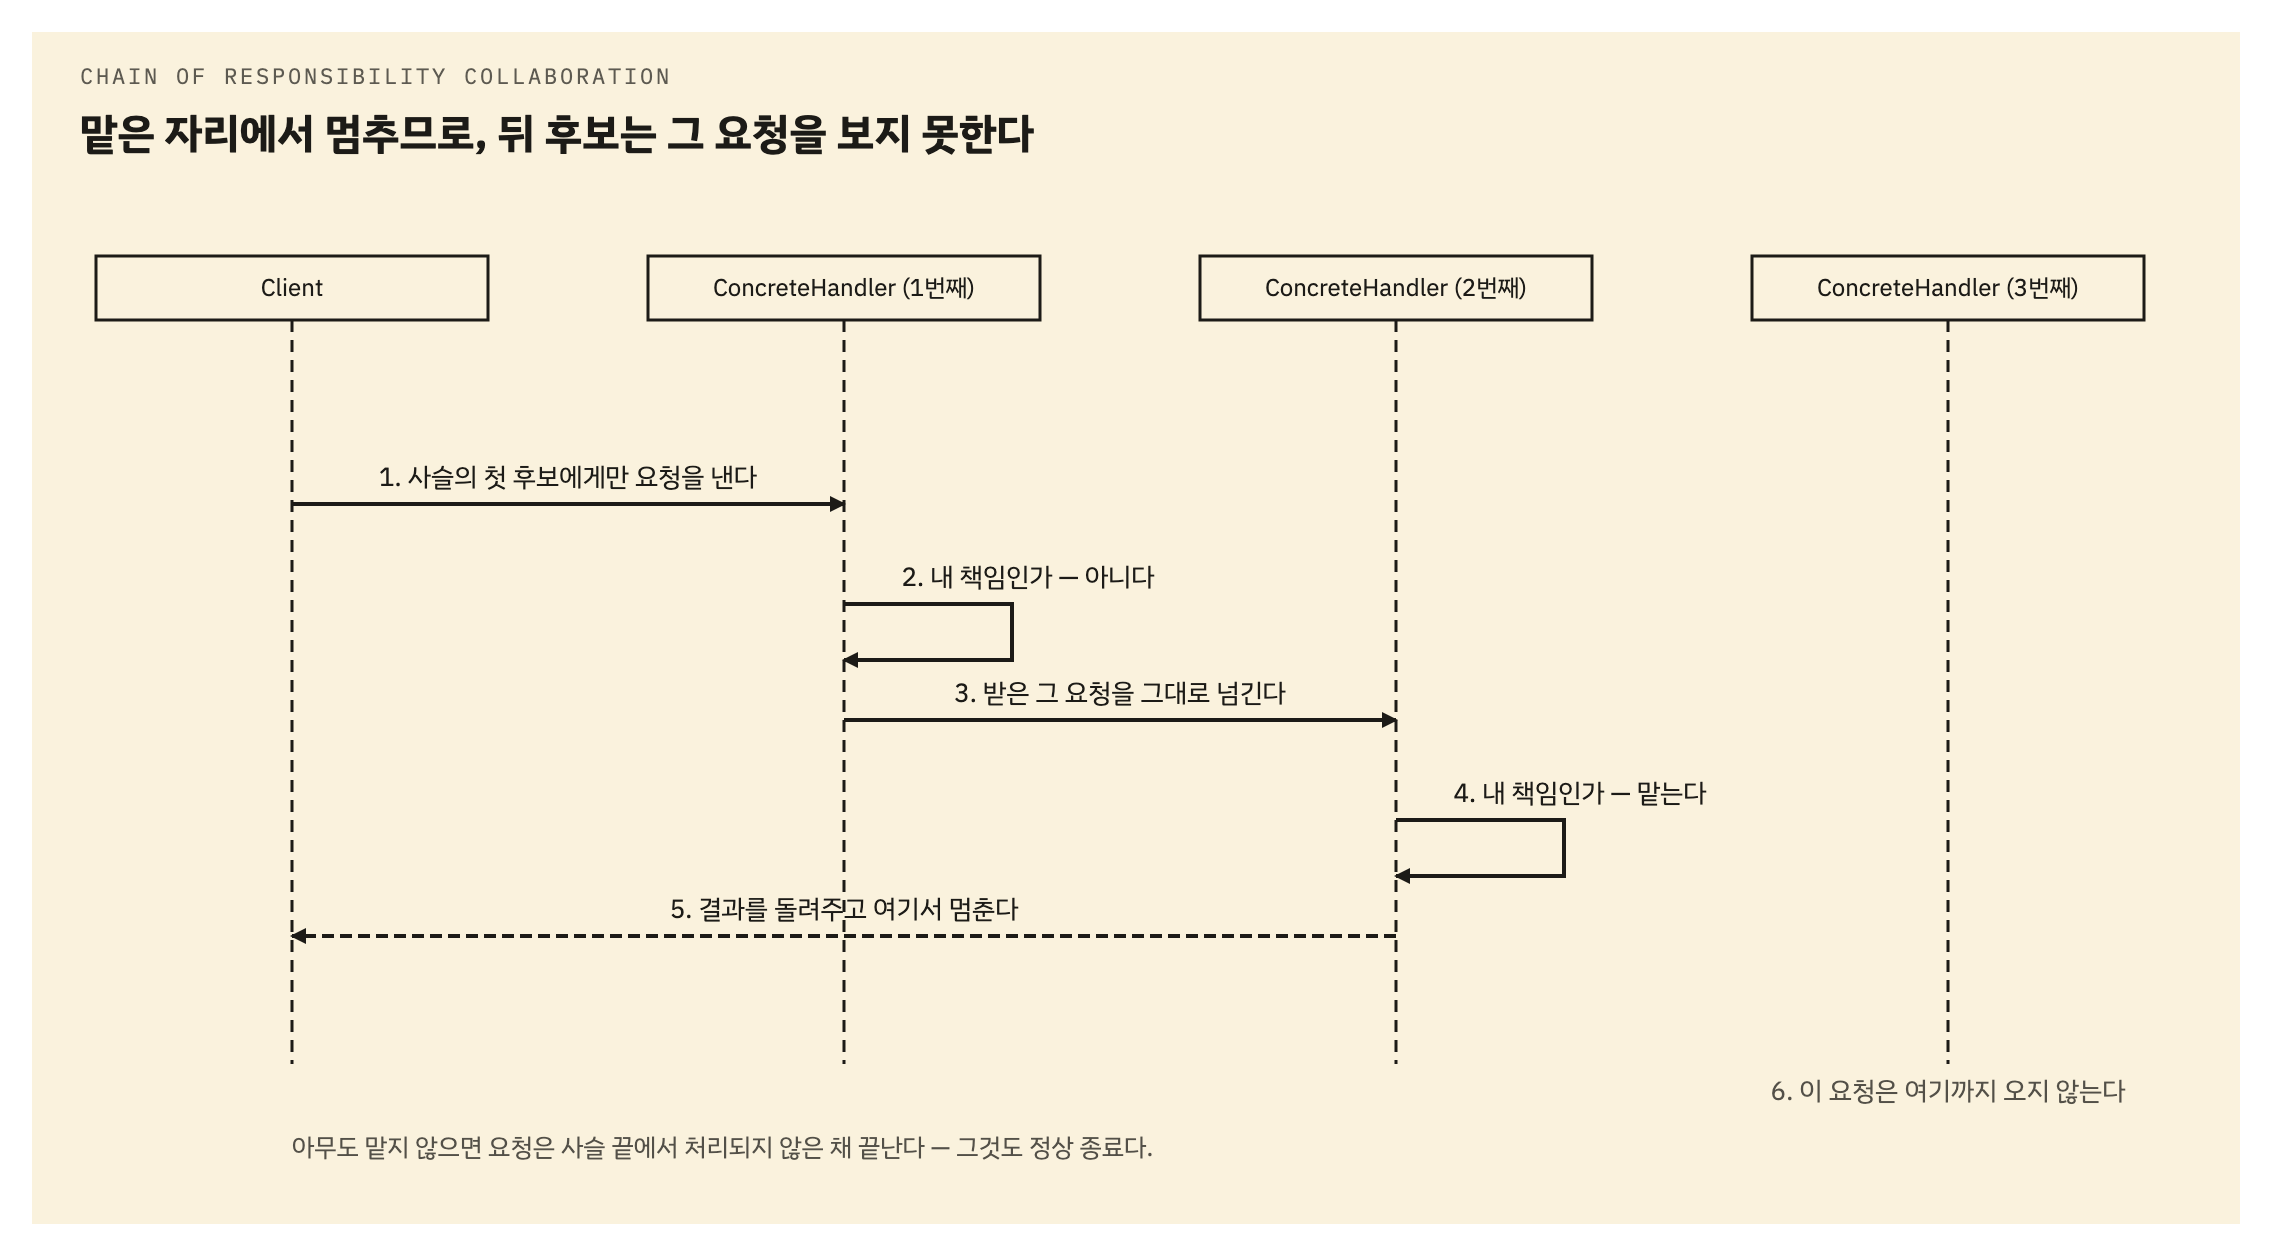 CHAIN OF RESPONSIBILITY COLLABORATION
맡은 자리에서 멈추므로, 뒤 후보는 그 요청을 보지 못한다
Client
ConcreteHandler (1번째)
ConcreteHandler (2번째)
ConcreteHandler (3번째)
1. 사슬의 첫 후보에게만 요청을 낸다
2. 내 책임인가 — 아니다
3. 받은 그 요청을 그대로 넘긴다
4. 내 책임인가 — 맡는다
5. 결과를 돌려주고 여기서 멈춘다
6. 이 요청은 여기까지 오지 않는다
아무도 맡지 않으면 요청은 사슬 끝에서 처리되지 않은 채 끝난다 — 그것도 정상 종료다.